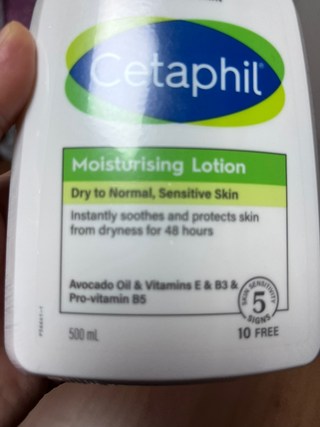 Cetaphil®
Moisturising Lotion
Dry to Normal, Sensitive Skin
Instantly soothes and protects skin
from dryness for 48 hours
Avocado Oil & Vitamins E & B3 &
Pro-vitamin B5
SKIN SENSITIVITY
5
SIGNS
500 mL
10 FREE